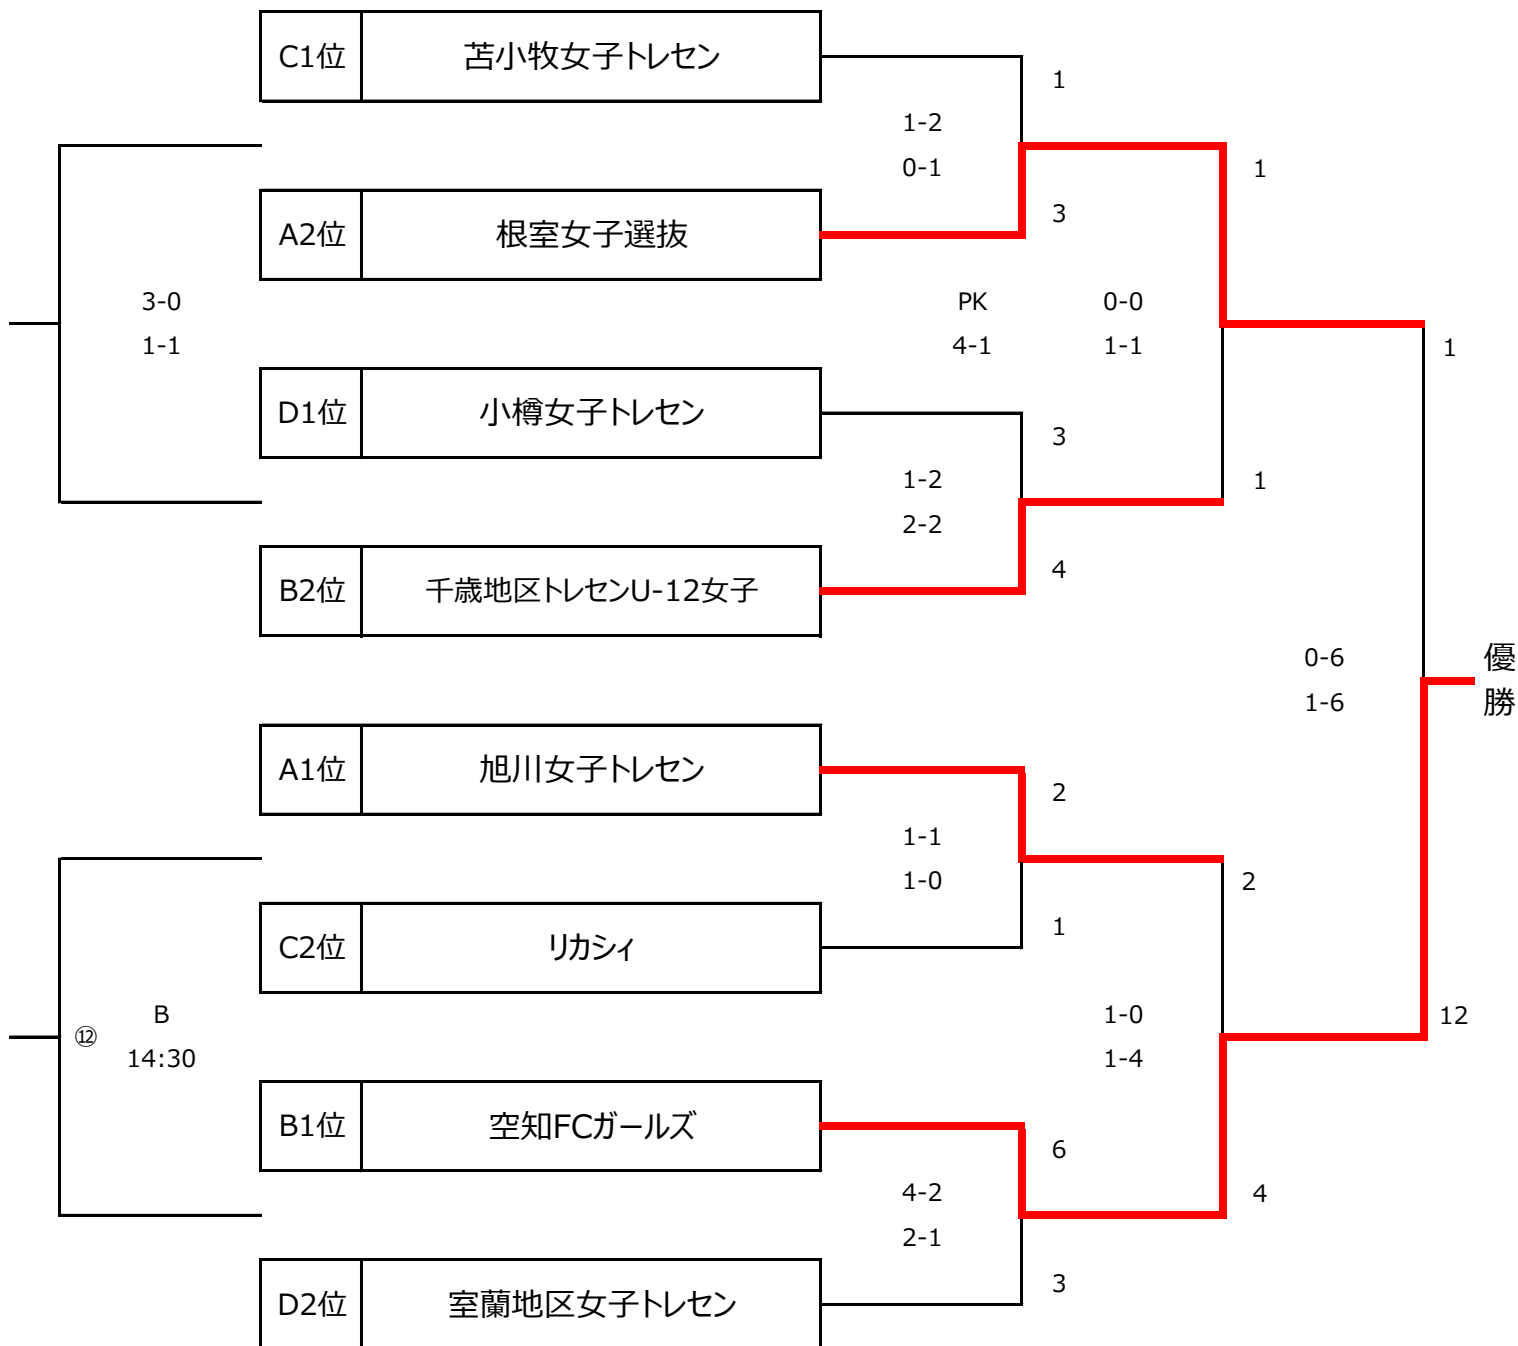 C1位 苫小牧女子トレセン
1
1-2
0-1
1
A2位 根室女子選抜
3
3-0
1-1
PK
4-1
0-0
1-1
1
D1位 小樽女子トレセン
3
1-2
2-2
1
B2位 千歳地区トレセンU-12女子
4
0-6
1-6
優
勝
A1位 旭川女子トレセン
2
1-1
1-0
2
C2位 リカシィ
1
B
⑫
14:30
1-0
1-4
12
B1位 空知FCガールズ
6
4-2
2-1
4
D2位 室蘭地区女子トレセン
3